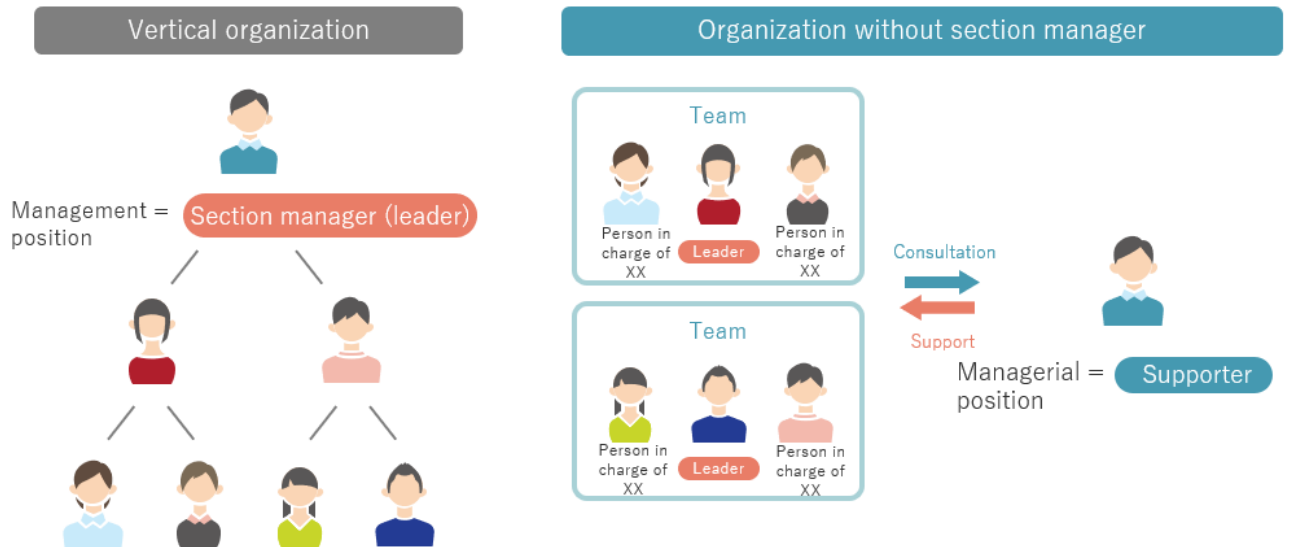 Vertical organization
Management =
position
Section manager (leader)
Organization without section manager
Team
Person in
charge of
XX
Leader
Person in
charge of
XX
Team
Person in
charge of
XX
Leader
Person in
charge of
XX
Consultation
Support
Managerial =
position
Supporter